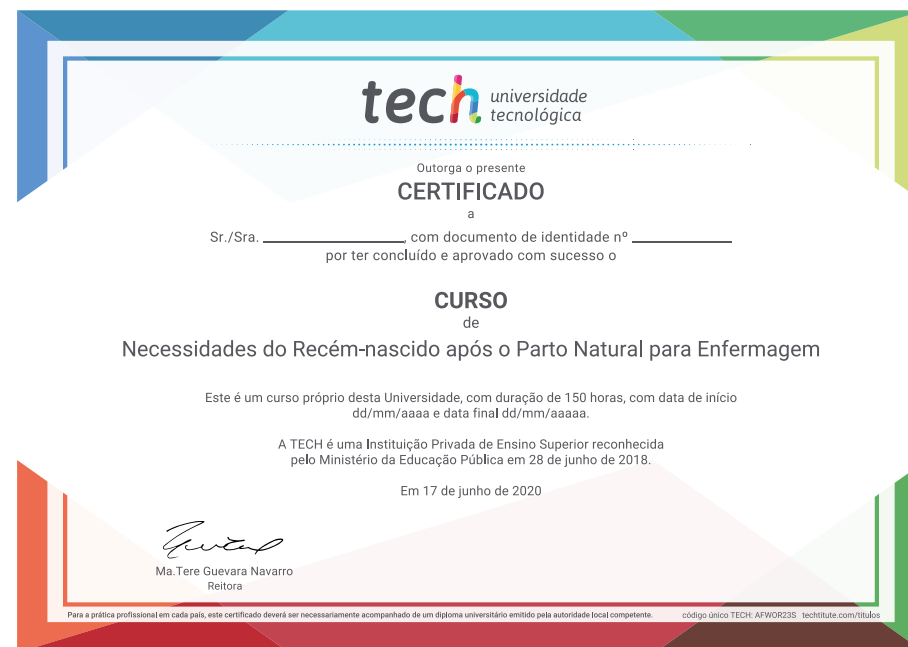 tech universidade
tecnológica
Outorga o presente
CERTIFICADO
a
Sr./Sra. ____________________, com documento de identidade nº ______________
por ter concluído e aprovado com sucesso o
CURSO
de
Necessidades do Recém-nascido após o Parto Natural para Enfermagem
Este é um curso próprio desta Universidade, com duração de 150 horas, com data de início
dd/mm/aaaa e data final dd/mm/aaaaa.
A TECH é uma Instituição Privada de Ensino Superior reconhecida
pelo Ministério da Educação Pública em 28 de junho de 2018.
Em 17 de junho de 2020
Ma.Tere Guevara Navarro
Reitora
Para a prática profissional em cada país, este certificado deverá ser necessariamente acompanhado de um diploma universitário emitido pela autoridade local competente. código único TECH: AFWOR23S techtitute.com/titulos